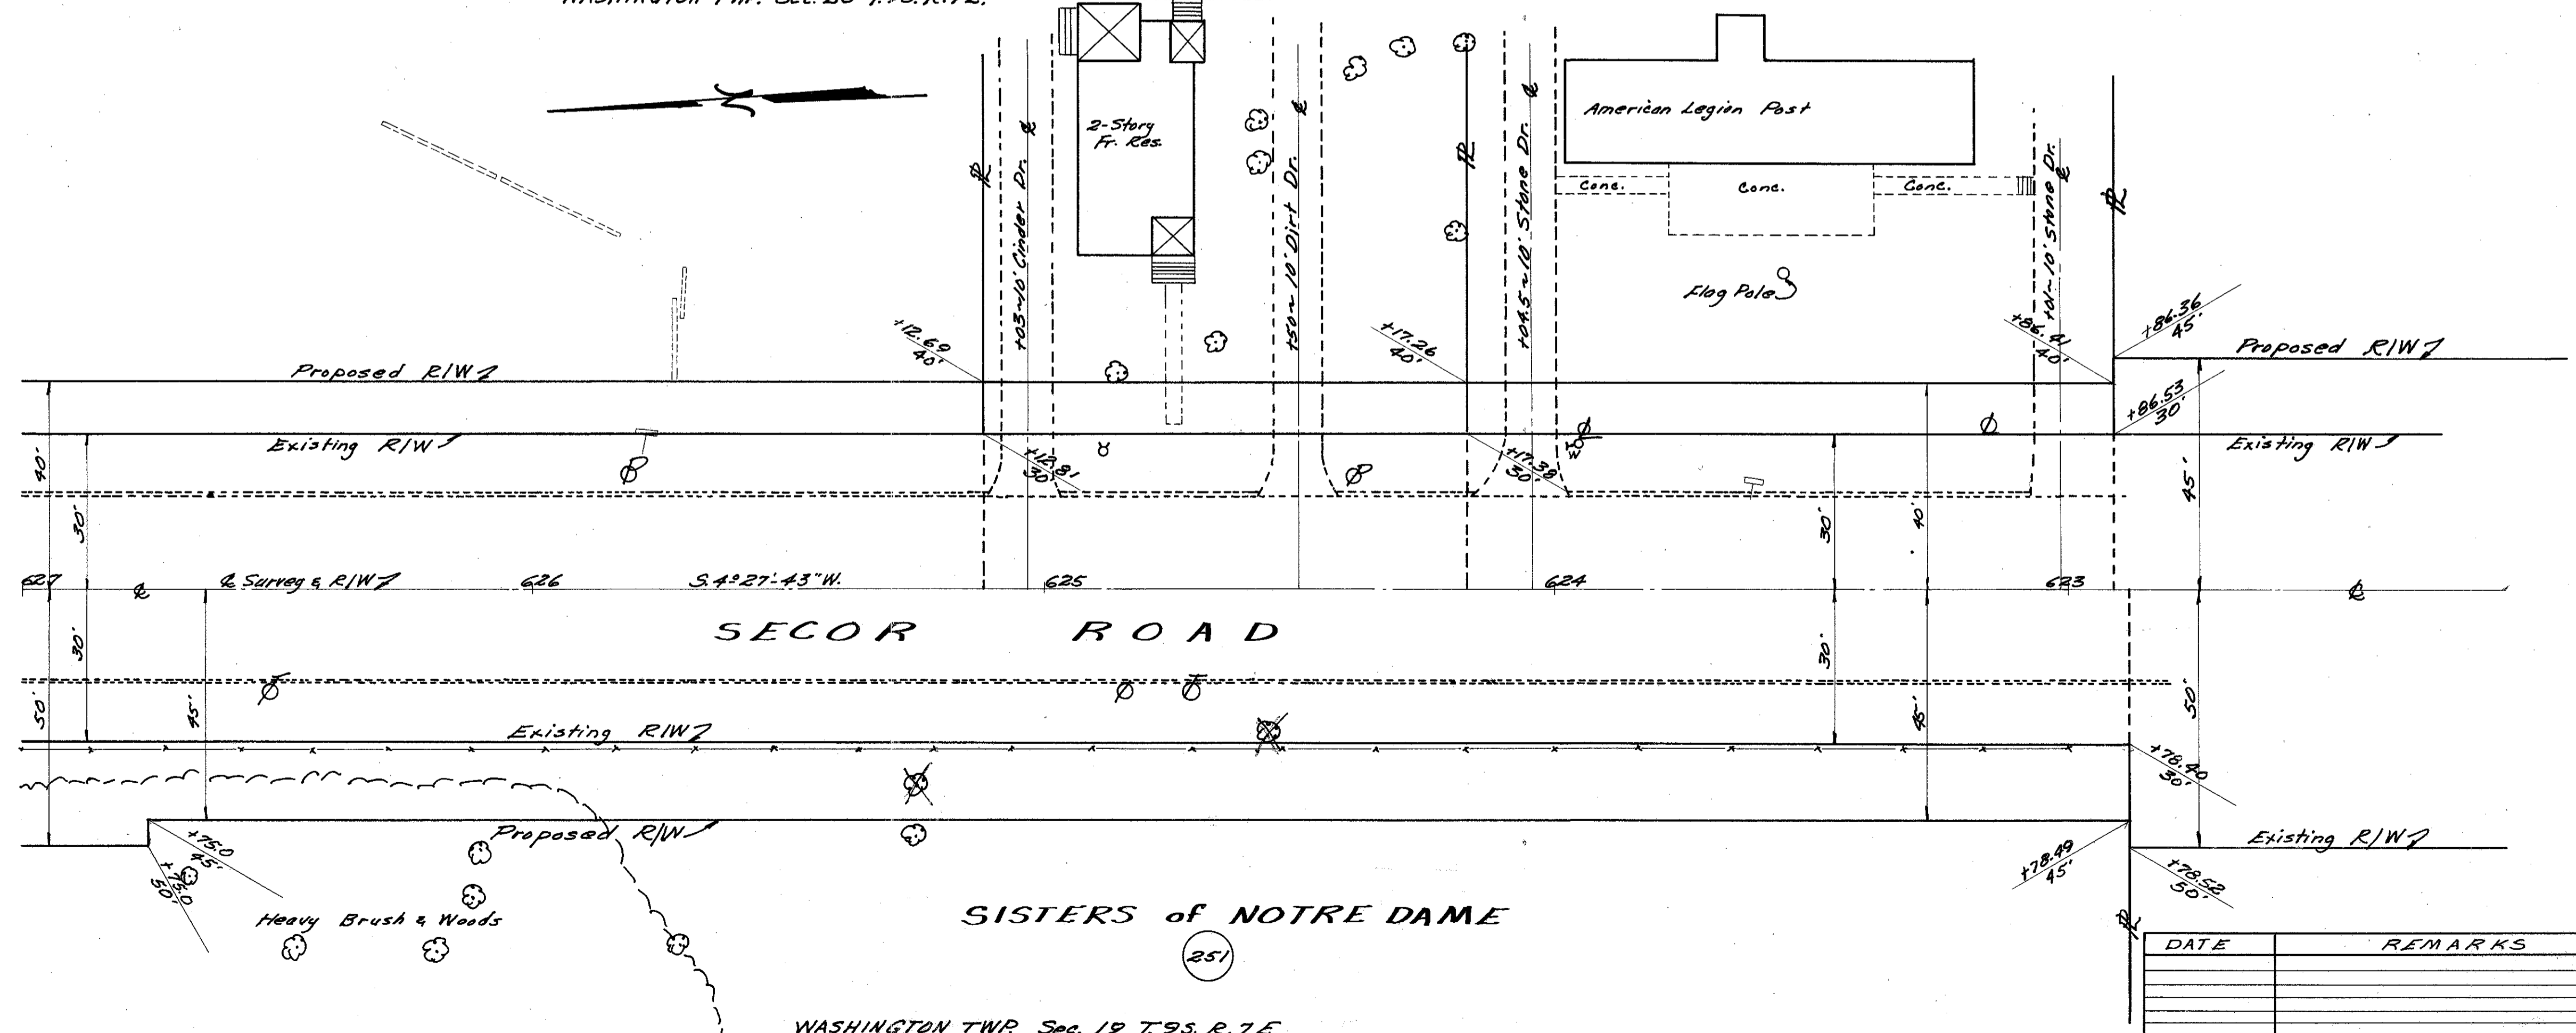 2-Story
Fr. Res.
American Legion Post
Conc.
Conc.
Conc.
Flag Pole
+03~10' Cinder Dr.
+50~10' Dirt Dr.
+04.5~10' Stone Dr.
+01~10' Stone Dr.
+12.69
40'
+17.26
40'
40'
+86.36
45'
Proposed R/W
Proposed R/W
+86.53
30'
Existing R/W
Existing R/W
+12.81
30'
+17.38
30'
40'
30'
30'
40'
45'
627
℄ Survey & R/W
626
S. 4°27'-43" W.
625
624
623
SECOR ROAD
30'
50'
45'
30'
45'
50'
Existing R/W
+78.40
30'
Proposed R/W
+75.0
45'
+75.0
50'
+78.49
45'
+78.52
50'
Existing R/W
Heavy Brush & Woods
SISTERS of NOTRE DAME
251
DATE REMARKS
WASHINGTON TWP. Sec. 19 T.9S. R.7E